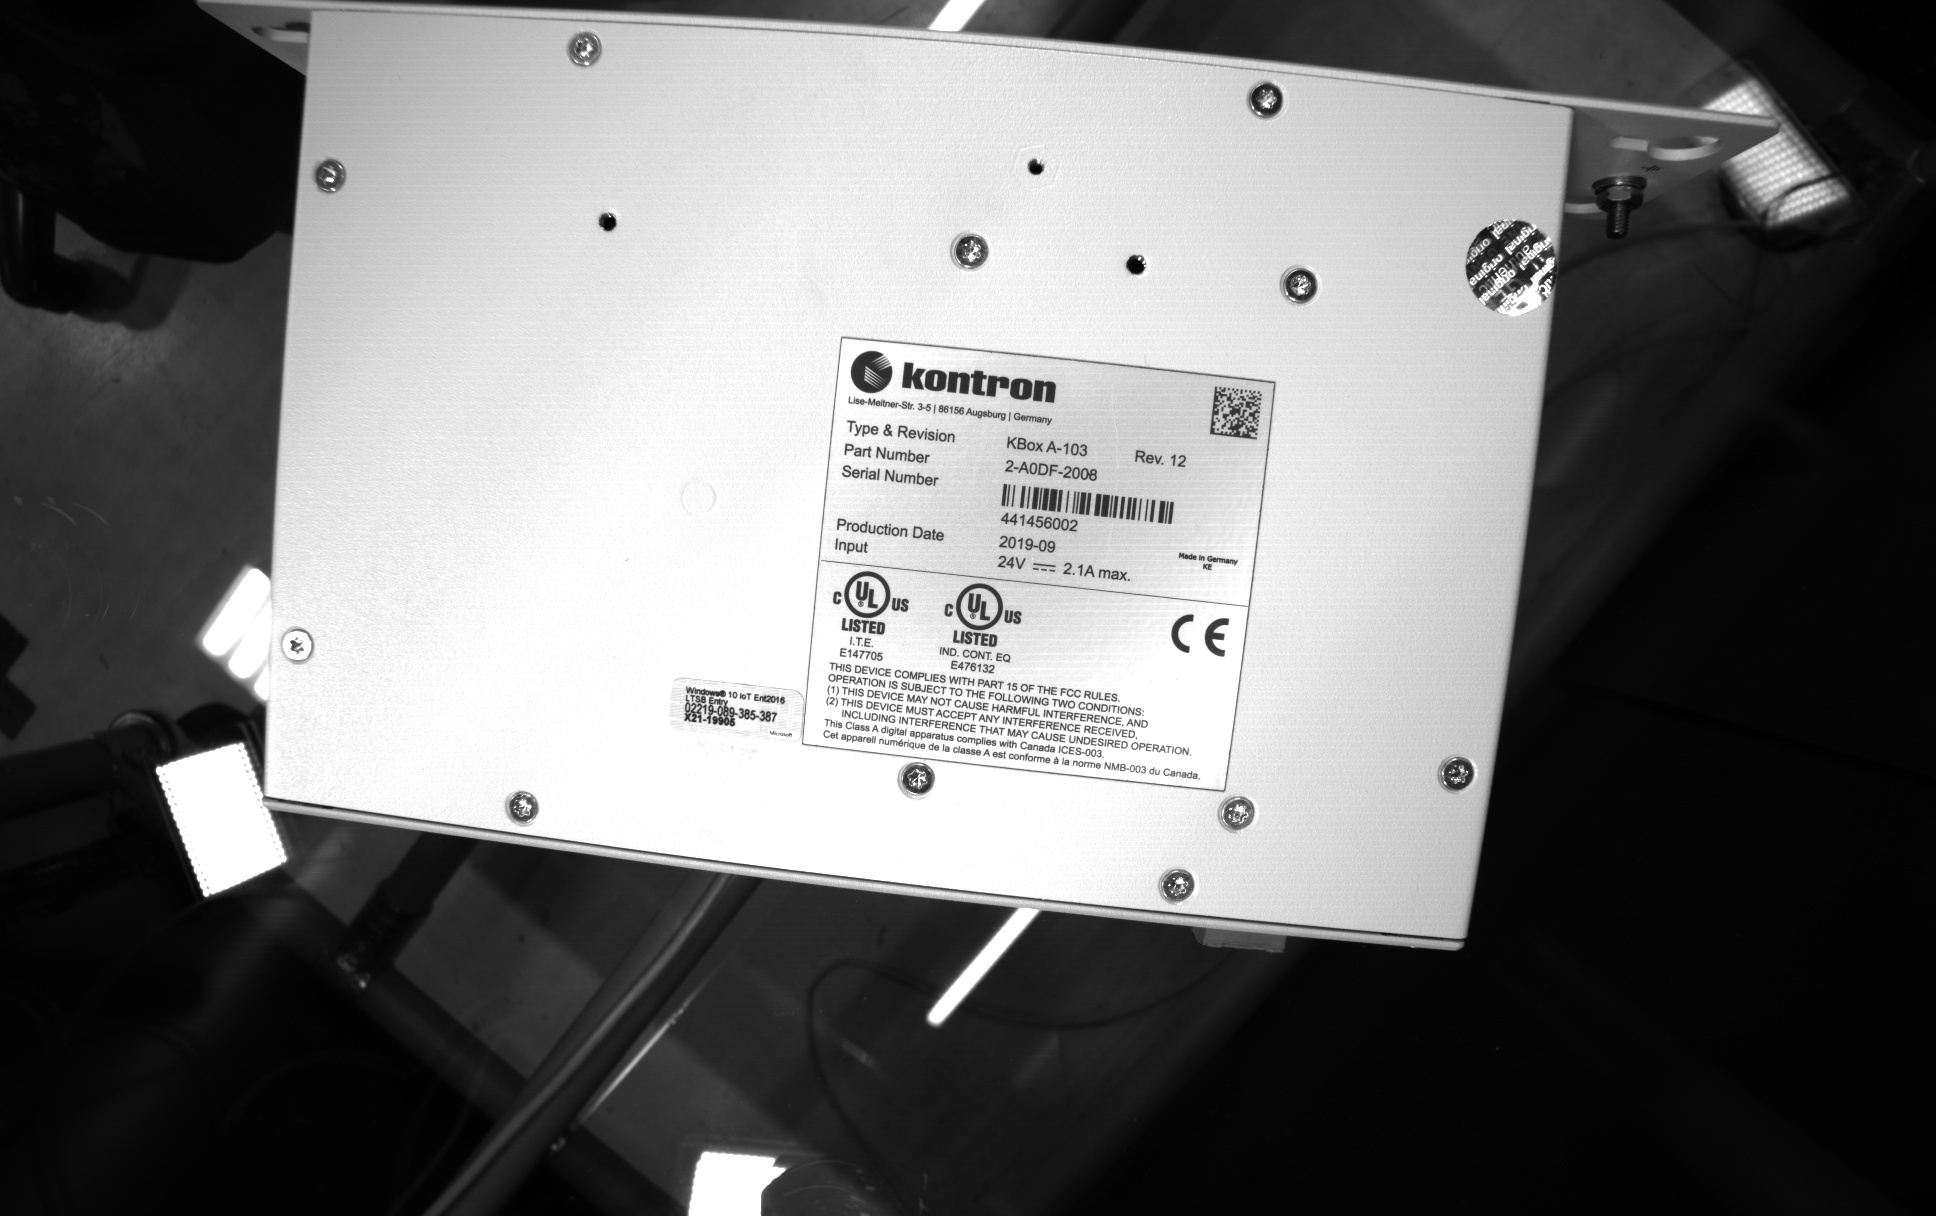 kontron
Lise-Meitner-Str. 3-5 | 86156 Augsburg | Germany
Type & Revision KBox A-103 Rev. 12
Part Number 2-A0DF-2008
Serial Number
441456002
Production Date 2019-09
Input 24V 2.1A max.
Made in Germany
KE
C UL US LISTED
I.T.E.
E147705
C UL US LISTED
IND. CONT. EQ
E476132
CE
THIS DEVICE COMPLIES WITH PART 15 OF THE FCC RULES.
OPERATION IS SUBJECT TO THE FOLLOWING TWO CONDITIONS:
(1) THIS DEVICE MAY NOT CAUSE HARMFUL INTERFERENCE, AND
(2) THIS DEVICE MUST ACCEPT ANY INTERFERENCE RECEIVED,
INCLUDING INTERFERENCE THAT MAY CAUSE UNDESIRED OPERATION.
This Class A digital apparatus complies with Canada ICES-003.
Cet appareil numérique de la classe A est conforme à la norme NMB-003 du Canada.
Windows® 10 IoT Ent2016
LTSB Entry
02219-089-385-387
X21-19905
Microsoft
original